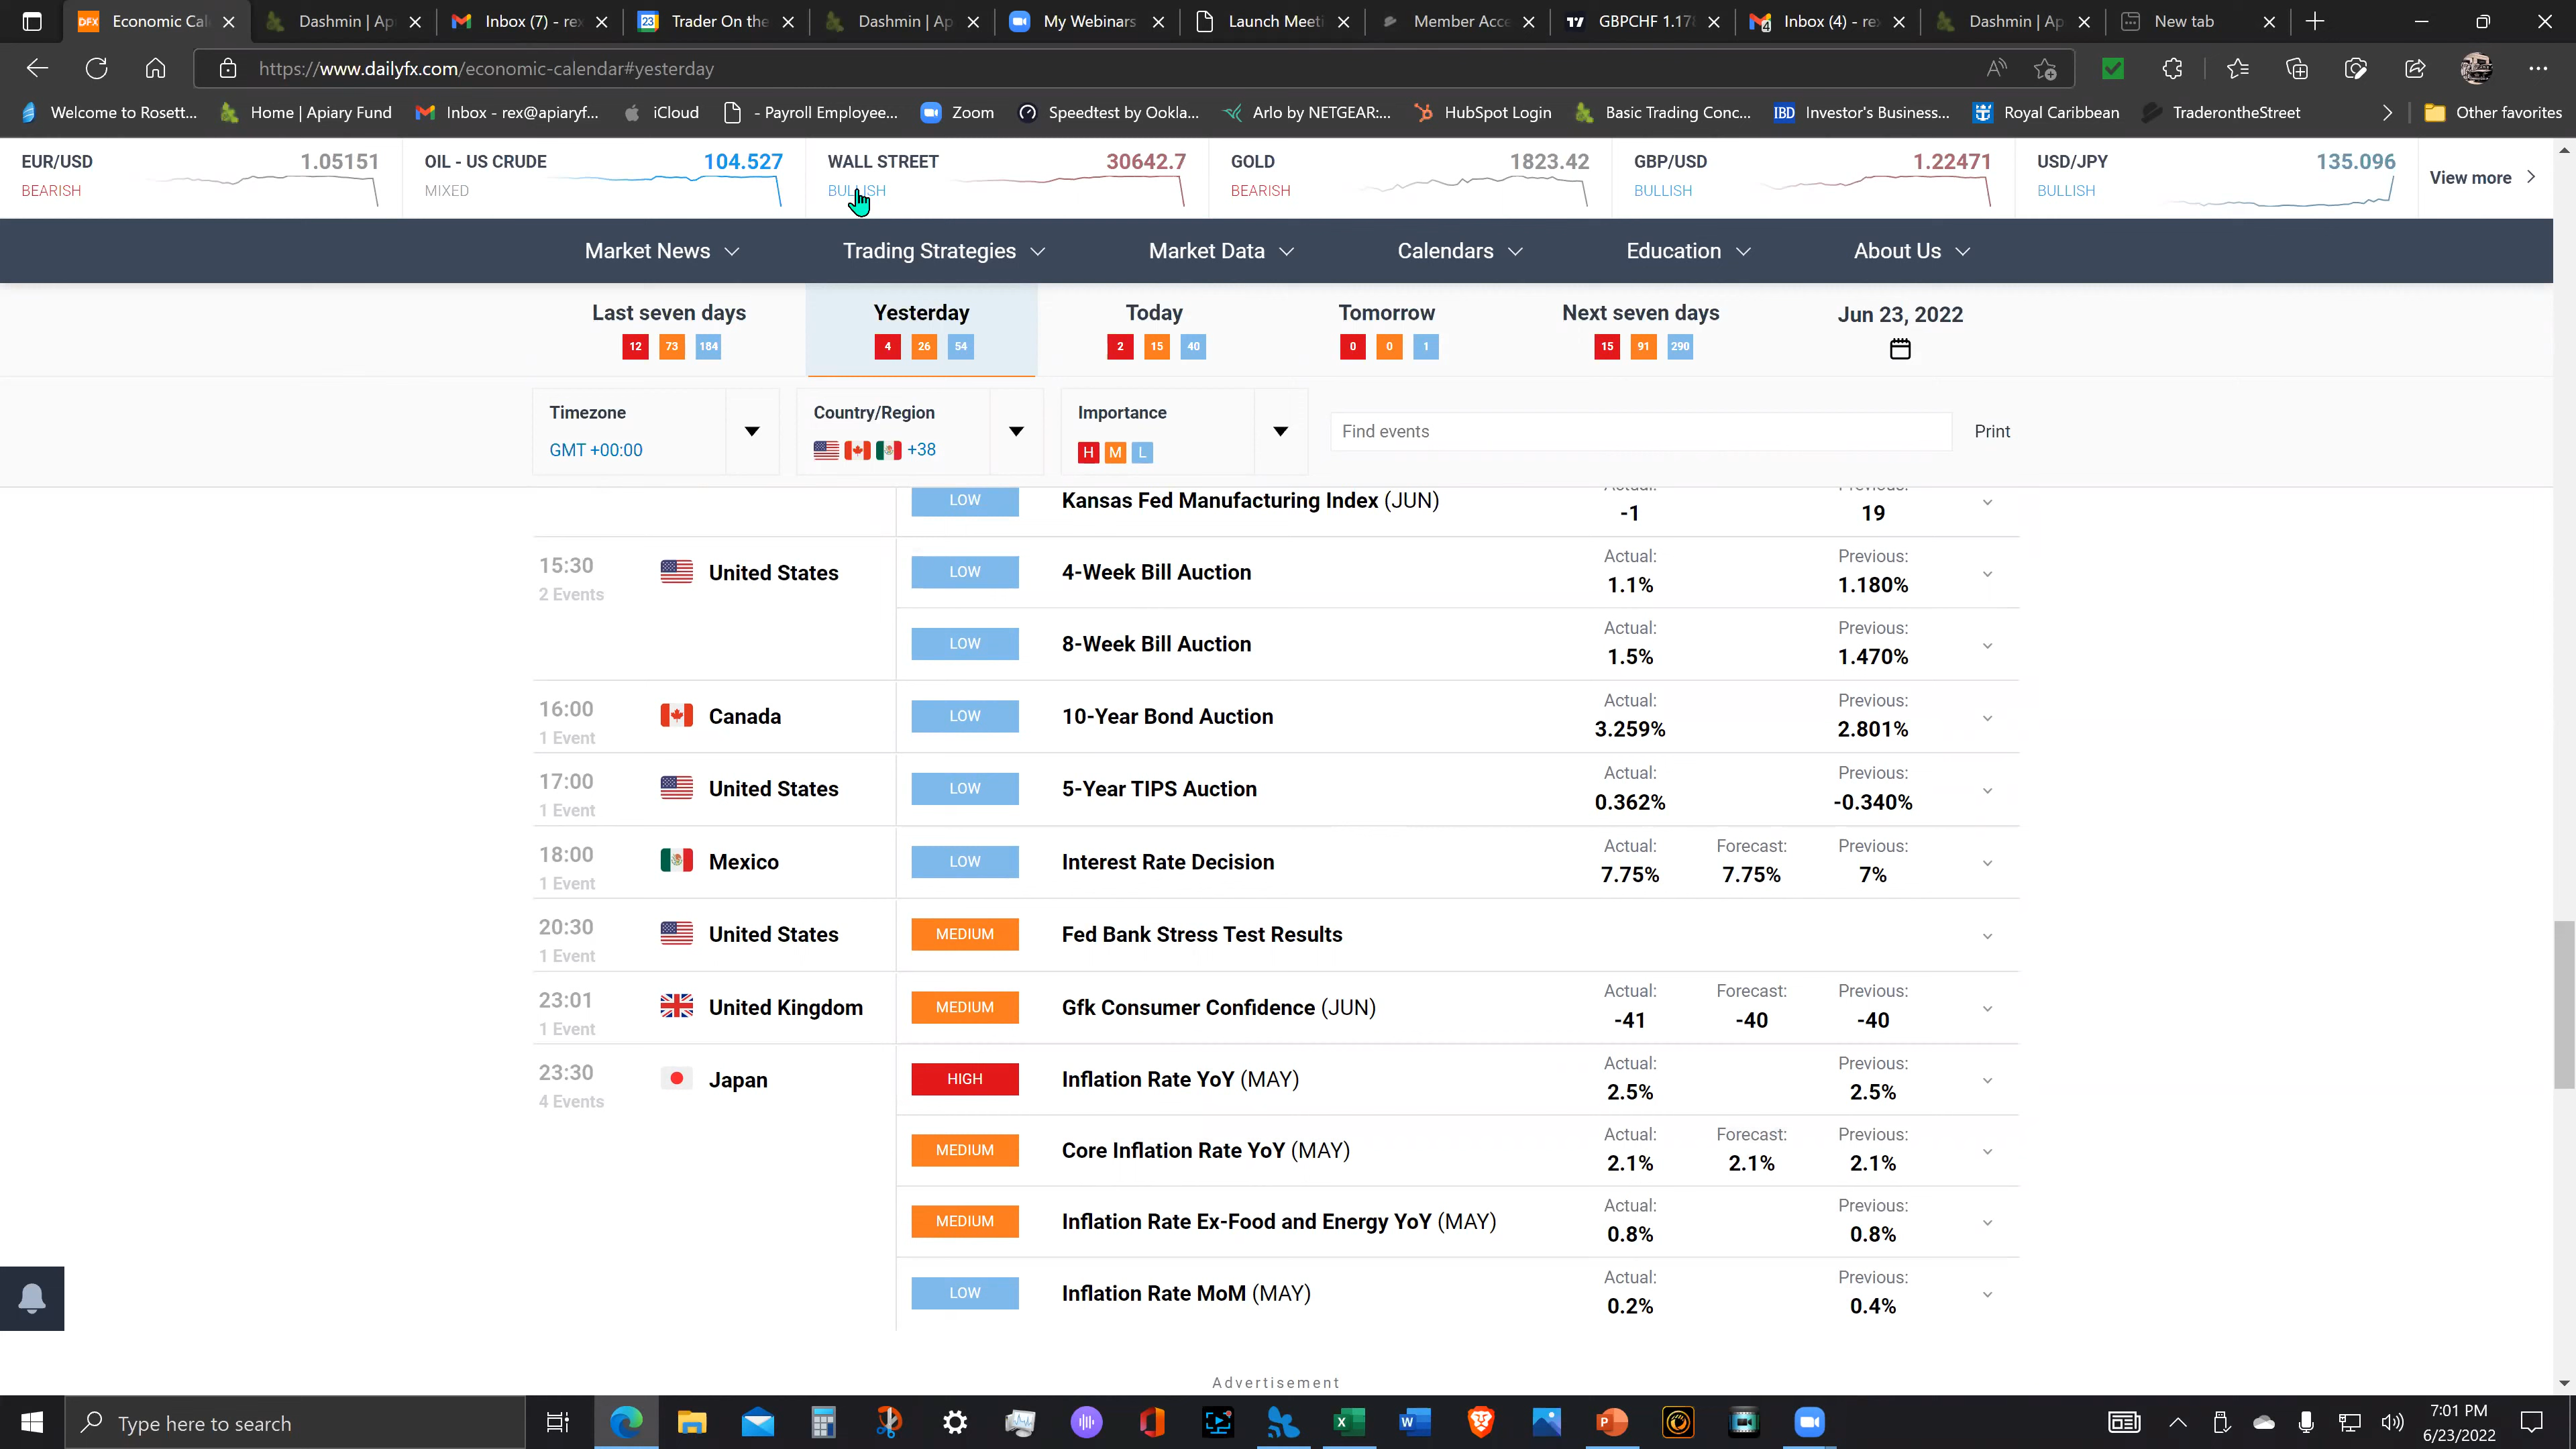 DFX Economic Cal
Dashmin | Ap
Inbox (7) - rex
23 Trader On the
Dashmin | Ap
My Webinars
Launch Meeti
Member Acce
GBPCHF 1.178
4 Inbox (4) - re
Dashmin | Ap
New tab
https://www.dailyfx.com/economic-calendar#yesterday
Welcome to Rosett...
Home | Apiary Fund
Inbox - rex@apiaryf...
iCloud
- Payroll Employee...
Zoom
Speedtest by Ookla...
Arlo by NETGEAR:...
HubSpot Login
Basic Trading Conc...
IBD Investor's Business...
Royal Caribbean
TraderontheStreet
Other favorites
EUR/USD 1.05151
BEARISH
OIL - US CRUDE 104.527
MIXED
WALL STREET 30642.7
BULLISH
GOLD 1823.42
BEARISH
GBP/USD 1.22471
BULLISH
USD/JPY 135.096
BULLISH
View more
Market News
Trading Strategies
Market Data
Calendars
Education
About Us
Last seven days
12 73 184
Yesterday
4 26 54
Today
2 15 40
Tomorrow
0 0 1
Next seven days
15 91 290
Jun 23, 2022
Timezone
GMT +00:00
Country/Region
+38
Importance
H M L
Find events
Print
LOW Kansas Fed Manufacturing Index (JUN) Actual: Previous:
-1 19
15:30 United States LOW 4-Week Bill Auction Actual: Previous:
2 Events 1.1% 1.180%
LOW 8-Week Bill Auction Actual: Previous:
1.5% 1.470%
16:00 Canada LOW 10-Year Bond Auction Actual: Previous:
1 Event 3.259% 2.801%
17:00 United States LOW 5-Year TIPS Auction Actual: Previous:
1 Event 0.362% -0.340%
18:00 Mexico LOW Interest Rate Decision Actual: Forecast: Previous:
1 Event 7.75% 7.75% 7%
20:30 United States MEDIUM Fed Bank Stress Test Results
1 Event
23:01 United Kingdom MEDIUM Gfk Consumer Confidence (JUN) Actual: Forecast: Previous:
1 Event -41 -40 -40
23:30 Japan HIGH Inflation Rate YoY (MAY) Actual: Previous:
4 Events 2.5% 2.5%
MEDIUM Core Inflation Rate YoY (MAY) Actual: Forecast: Previous:
2.1% 2.1% 2.1%
MEDIUM Inflation Rate Ex-Food and Energy YoY (MAY) Actual: Previous:
0.8% 0.8%
LOW Inflation Rate MoM (MAY) Actual: Previous:
0.2% 0.4%
Advertisement
Type here to search
7:01 PM
6/23/2022